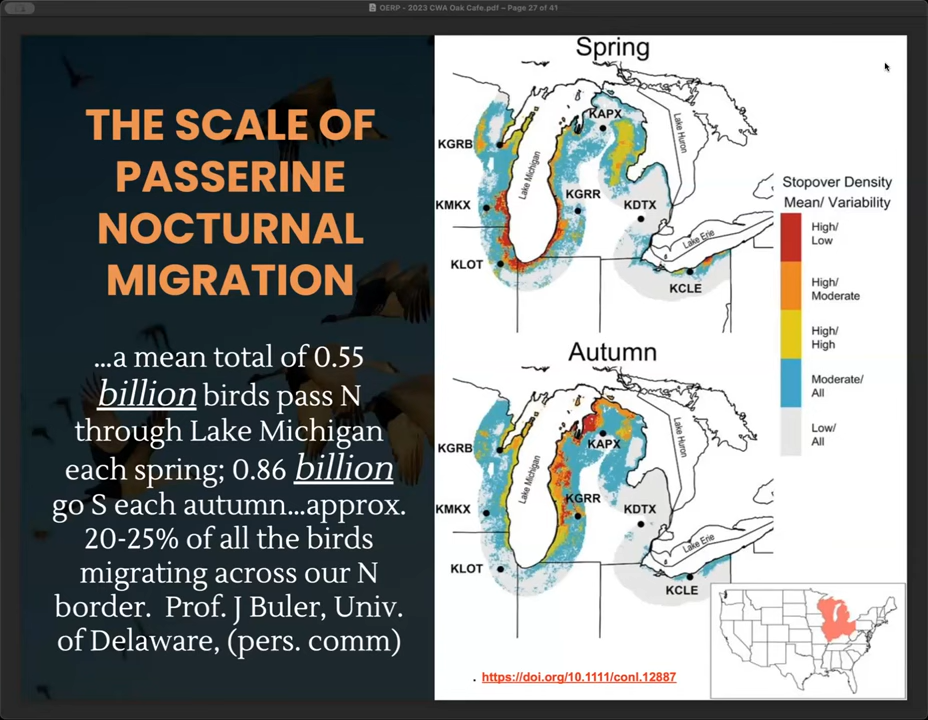 OERP - 2023 CWA Oak Cafe.pdf – Page 27 of 41
THE SCALE OF
PASSERINE
NOCTURNAL
MIGRATION
...a mean total of 0.55
billion birds pass N
through Lake Michigan
each spring; 0.86 billion
go S each autumn...approx.
20-25% of all the birds
migrating across our N
border. Prof. J Buler, Univ.
of Delaware, (pers. comm)
Spring
KAPX
Lake Huron
KGRB
Lake Michigan
KGRR
KMKX
KDTX
Lake Erie
KLOT
KCLE
Stopover Density
Mean/ Variability
High/
Low
High/
Moderate
High/
High
Moderate/
All
Low/
All
Autumn
Lake Huron
KGRB
KAPX
Lake Michigan
KGRR
KMKX
KDTX
Lake Erie
KLOT
KCLE
. https://doi.org/10.1111/conl.12887